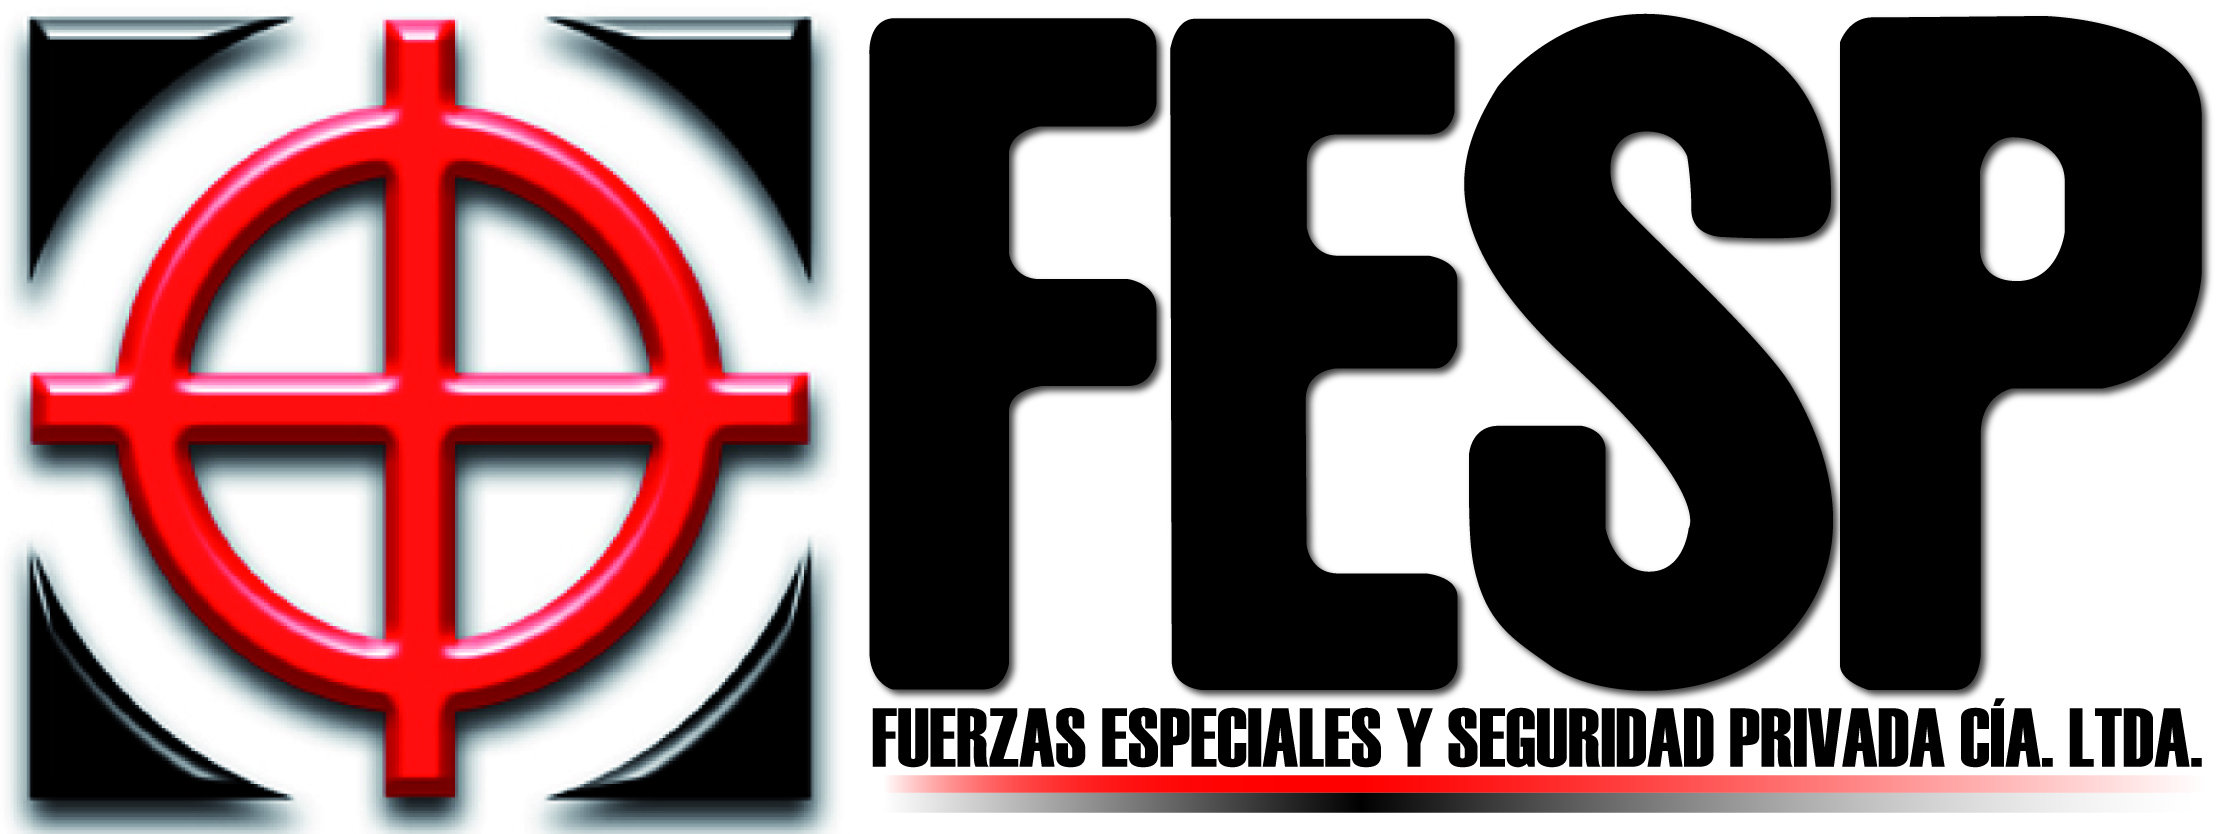 FESP
FUERZAS ESPECIALES Y SEGURIDAD PRIVADA CÍA. LTDA.